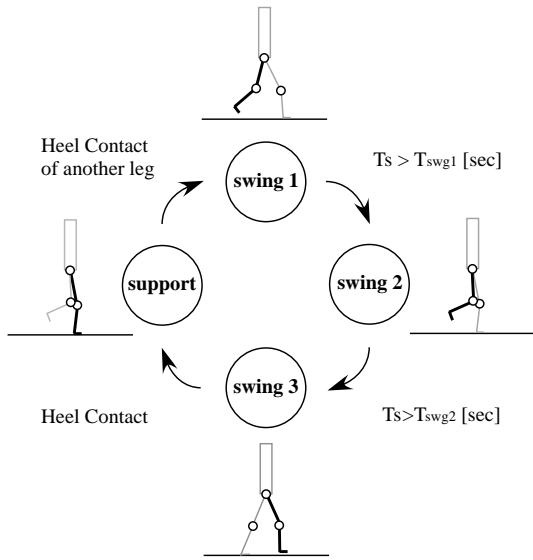 Heel Contact
of another leg
swing 1
Ts > Tswg1 [sec]
support
swing 2
swing 3
Heel Contact
Ts>Tswg2 [sec]